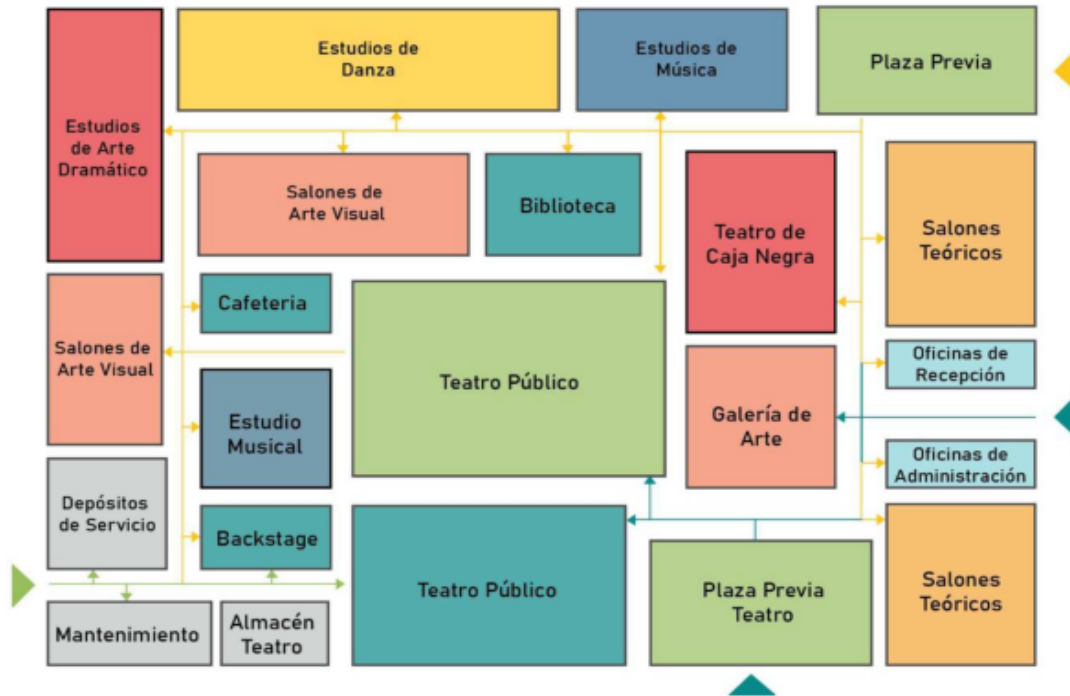 Estudios de
Danza
Estudios de
Música
Plaza Previa
Estudios
de Arte
Dramático
Salones de
Arte Visual
Biblioteca
Teatro de
Caja Negra
Salones
Teóricos
Cafeteria
Salones de
Arte Visual
Teatro Público
Oficinas de
Recepción
Estudio
Musical
Galería de
Arte
Oficinas de
Administración
Depósitos
de Servicio
Backstage
Teatro Público
Plaza Previa
Teatro
Salones
Teóricos
Mantenimiento
Almacén
Teatro